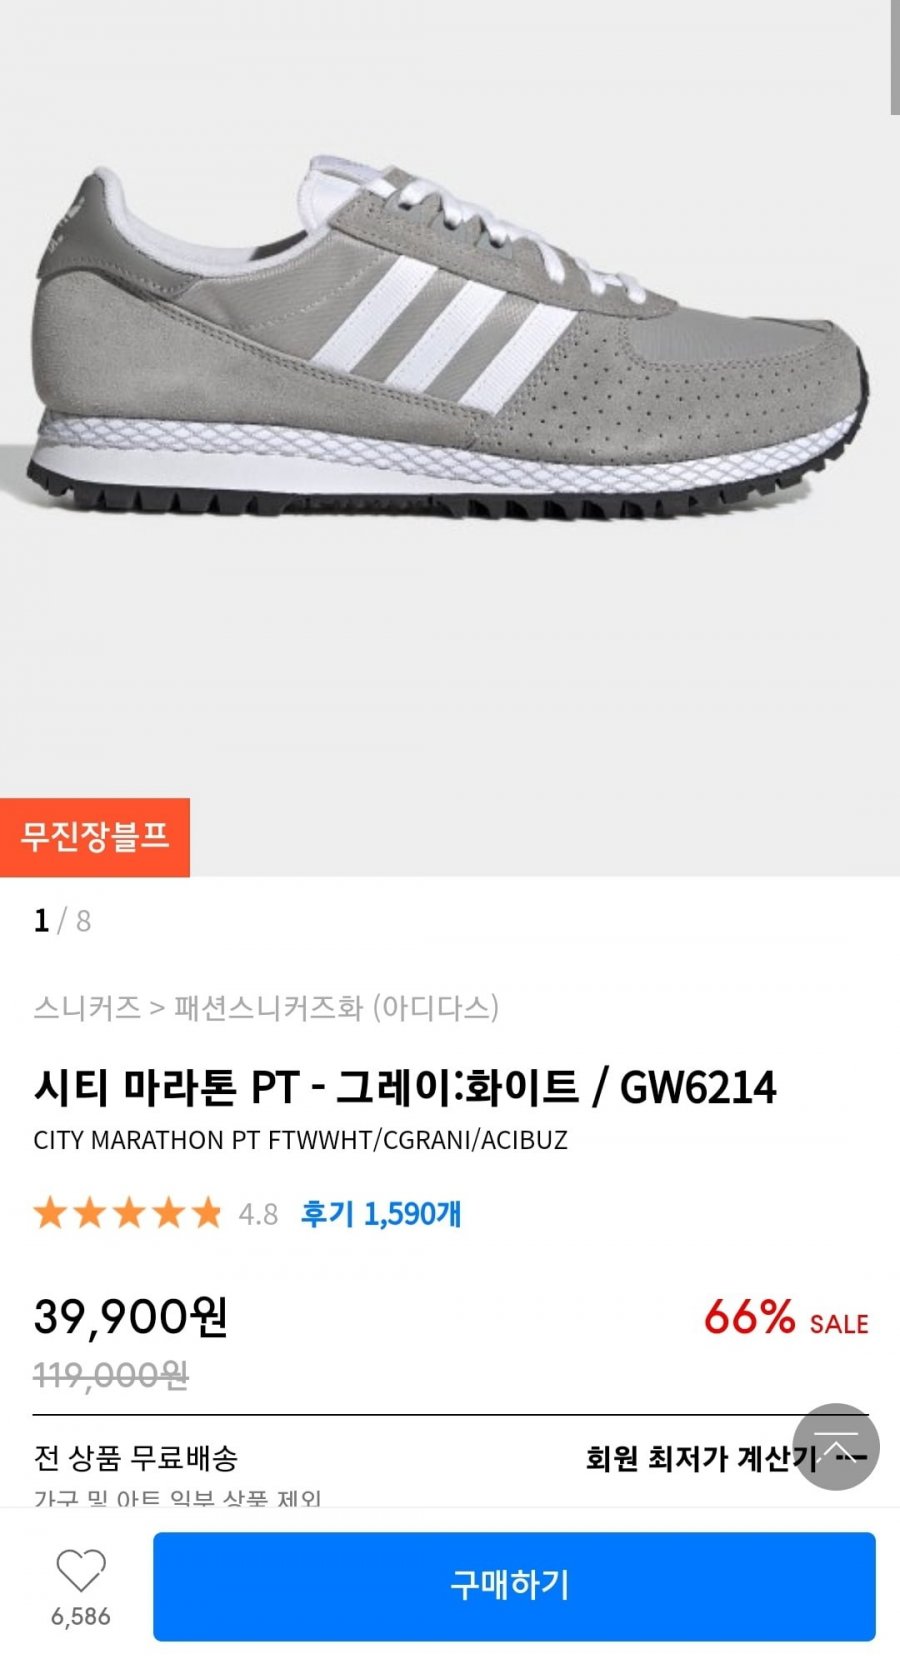 무진장블프
1 / 8
스니커즈 > 패션스니커즈화 (아디다스)
시티 마라톤 PT - 그레이:화이트 / GW6214
CITY MARATHON PT FTWWHT/CGRANI/ACIBUZ
4.8 후기 1,590개
39,900원 66% SALE
119,000원
전 상품 무료배송 회원 최저가 계산기
가구 및 아트 일부 상품 제외
6,586 구매하기